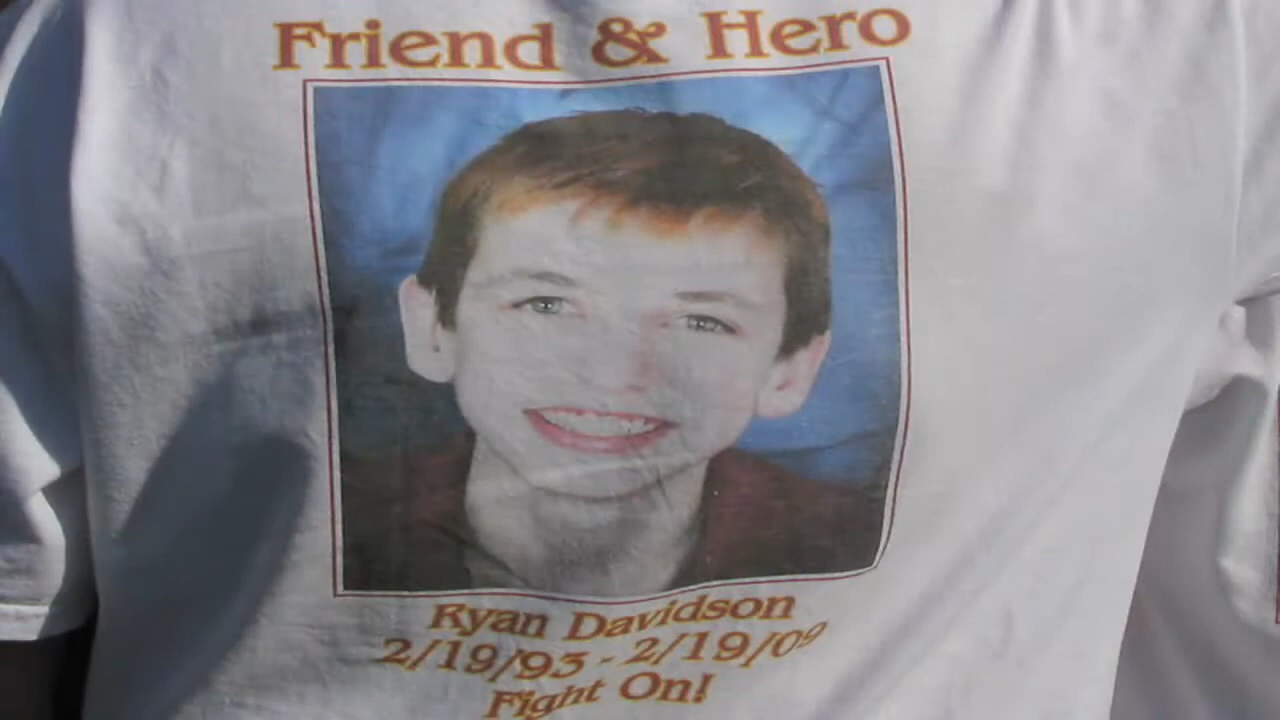 Friend & Hero
Ryan Davidson
2/19/93 - 2/19/09
Fight On!